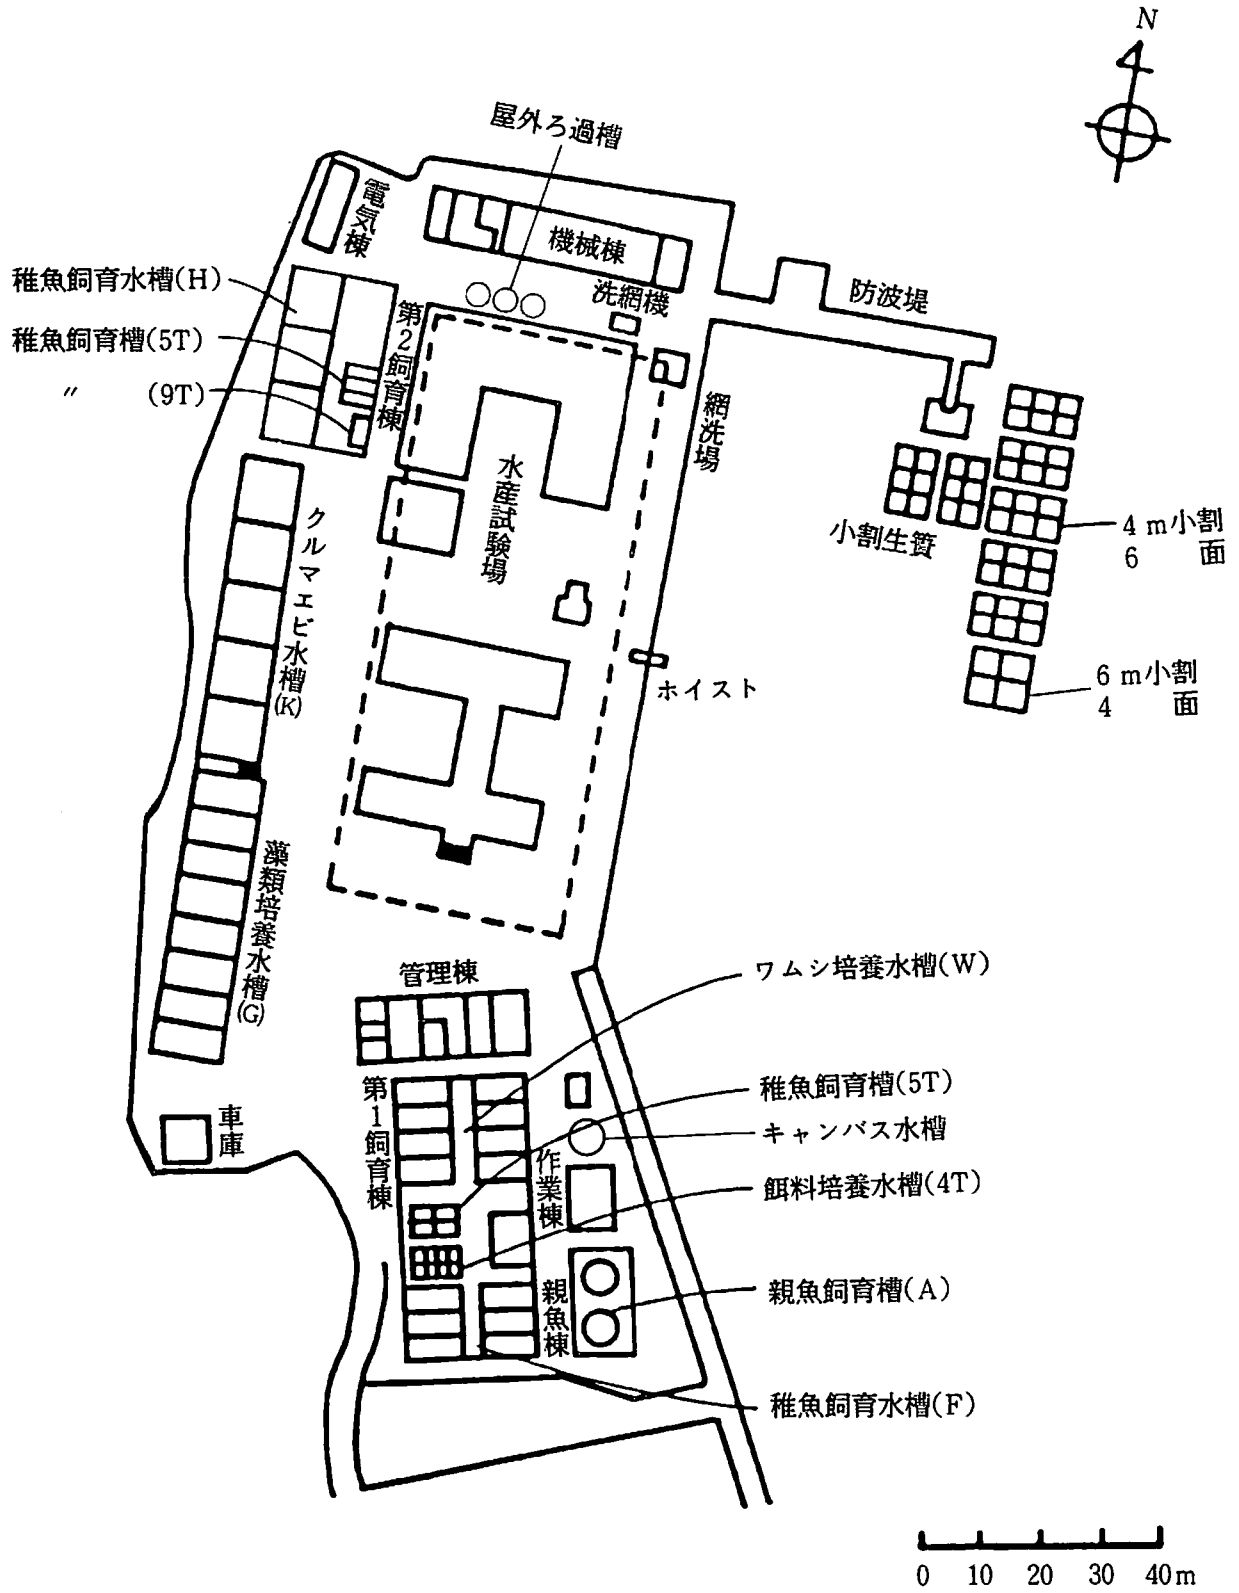 N
屋外ろ過槽
電気棟
機械棟
稚魚飼育水槽(H)
洗網機
防波堤
稚魚飼育槽(5T)
〃 (9T)
第2飼育棟
網洗場
水産試験場
小割生簀
4m小割
6 面
クルマエビ水槽(K)
ホイスト
6m小割
4 面
藻類培養水槽(G)
管理棟
ワムシ培養水槽(W)
第1飼育棟
稚魚飼育槽(5T)
車庫
キャンバス水槽
作業棟
餌料培養水槽(4T)
親魚棟
親魚飼育槽(A)
稚魚飼育水槽(F)
0 10 20 30 40m